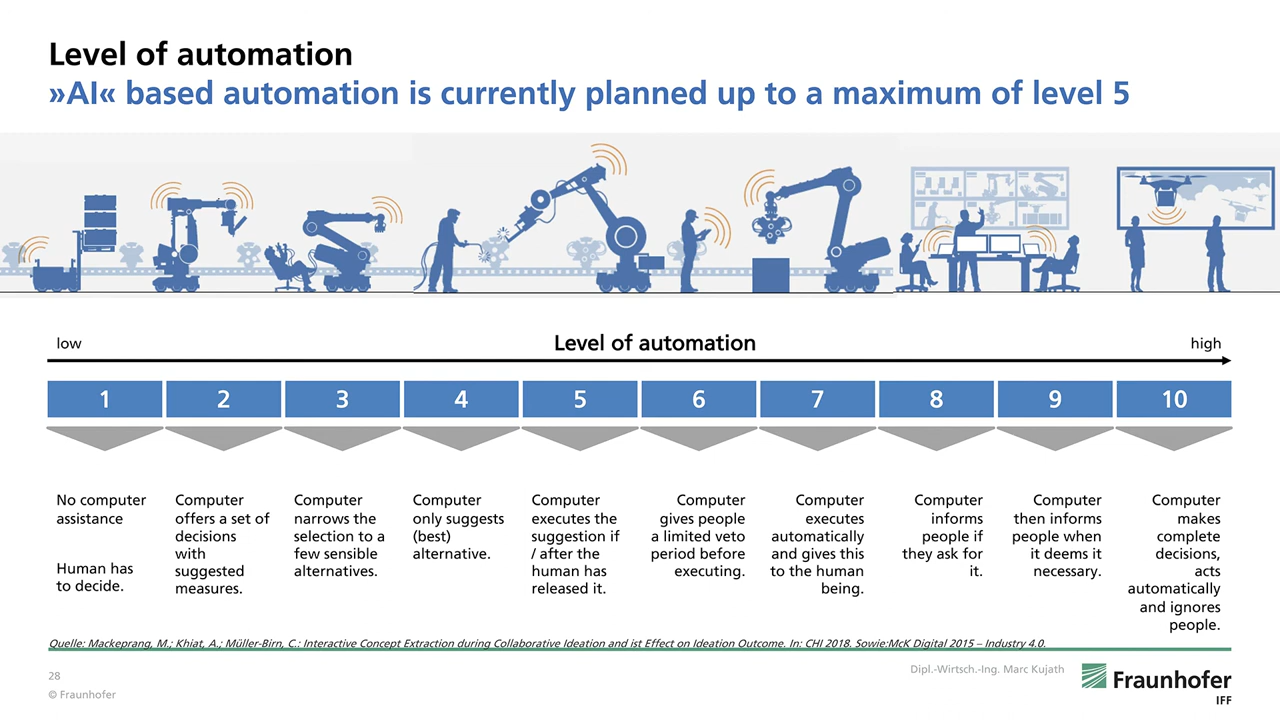 Level of automation
»AI« based automation is currently planned up to a maximum of level 5
low
Level of automation
high
1
2
3
4
5
6
7
8
9
10
No computer
assistance
Human has
to decide.
Computer
offers a set of
decisions
with
suggested
measures.
Computer
narrows the
selection to a
few sensible
alternatives.
Computer
only suggests
(best)
alternative.
Computer
executes the
suggestion if
/ after the
human has
released it.
Computer
gives people
a limited veto
period before
executing.
Computer
executes
automatically
and gives this
to the human
being.
Computer
informs
people if
they ask for
it.
Computer
then informs
people when
it deems it
necessary.
Computer
makes
complete
decisions,
acts
automatically
and ignores
people.
Quelle: Mackeprang, M.; Khiat, A.; Müller-Birn, C.: Interactive Concept Extraction during Collaborative Ideation and ist Effect on Ideation Outcome. In: CHI 2018. Sowie:McK Digital 2015 – Industry 4.0.
28
Dipl.-Wirtsch.-Ing. Marc Kujath
© Fraunhofer
Fraunhofer
IFF